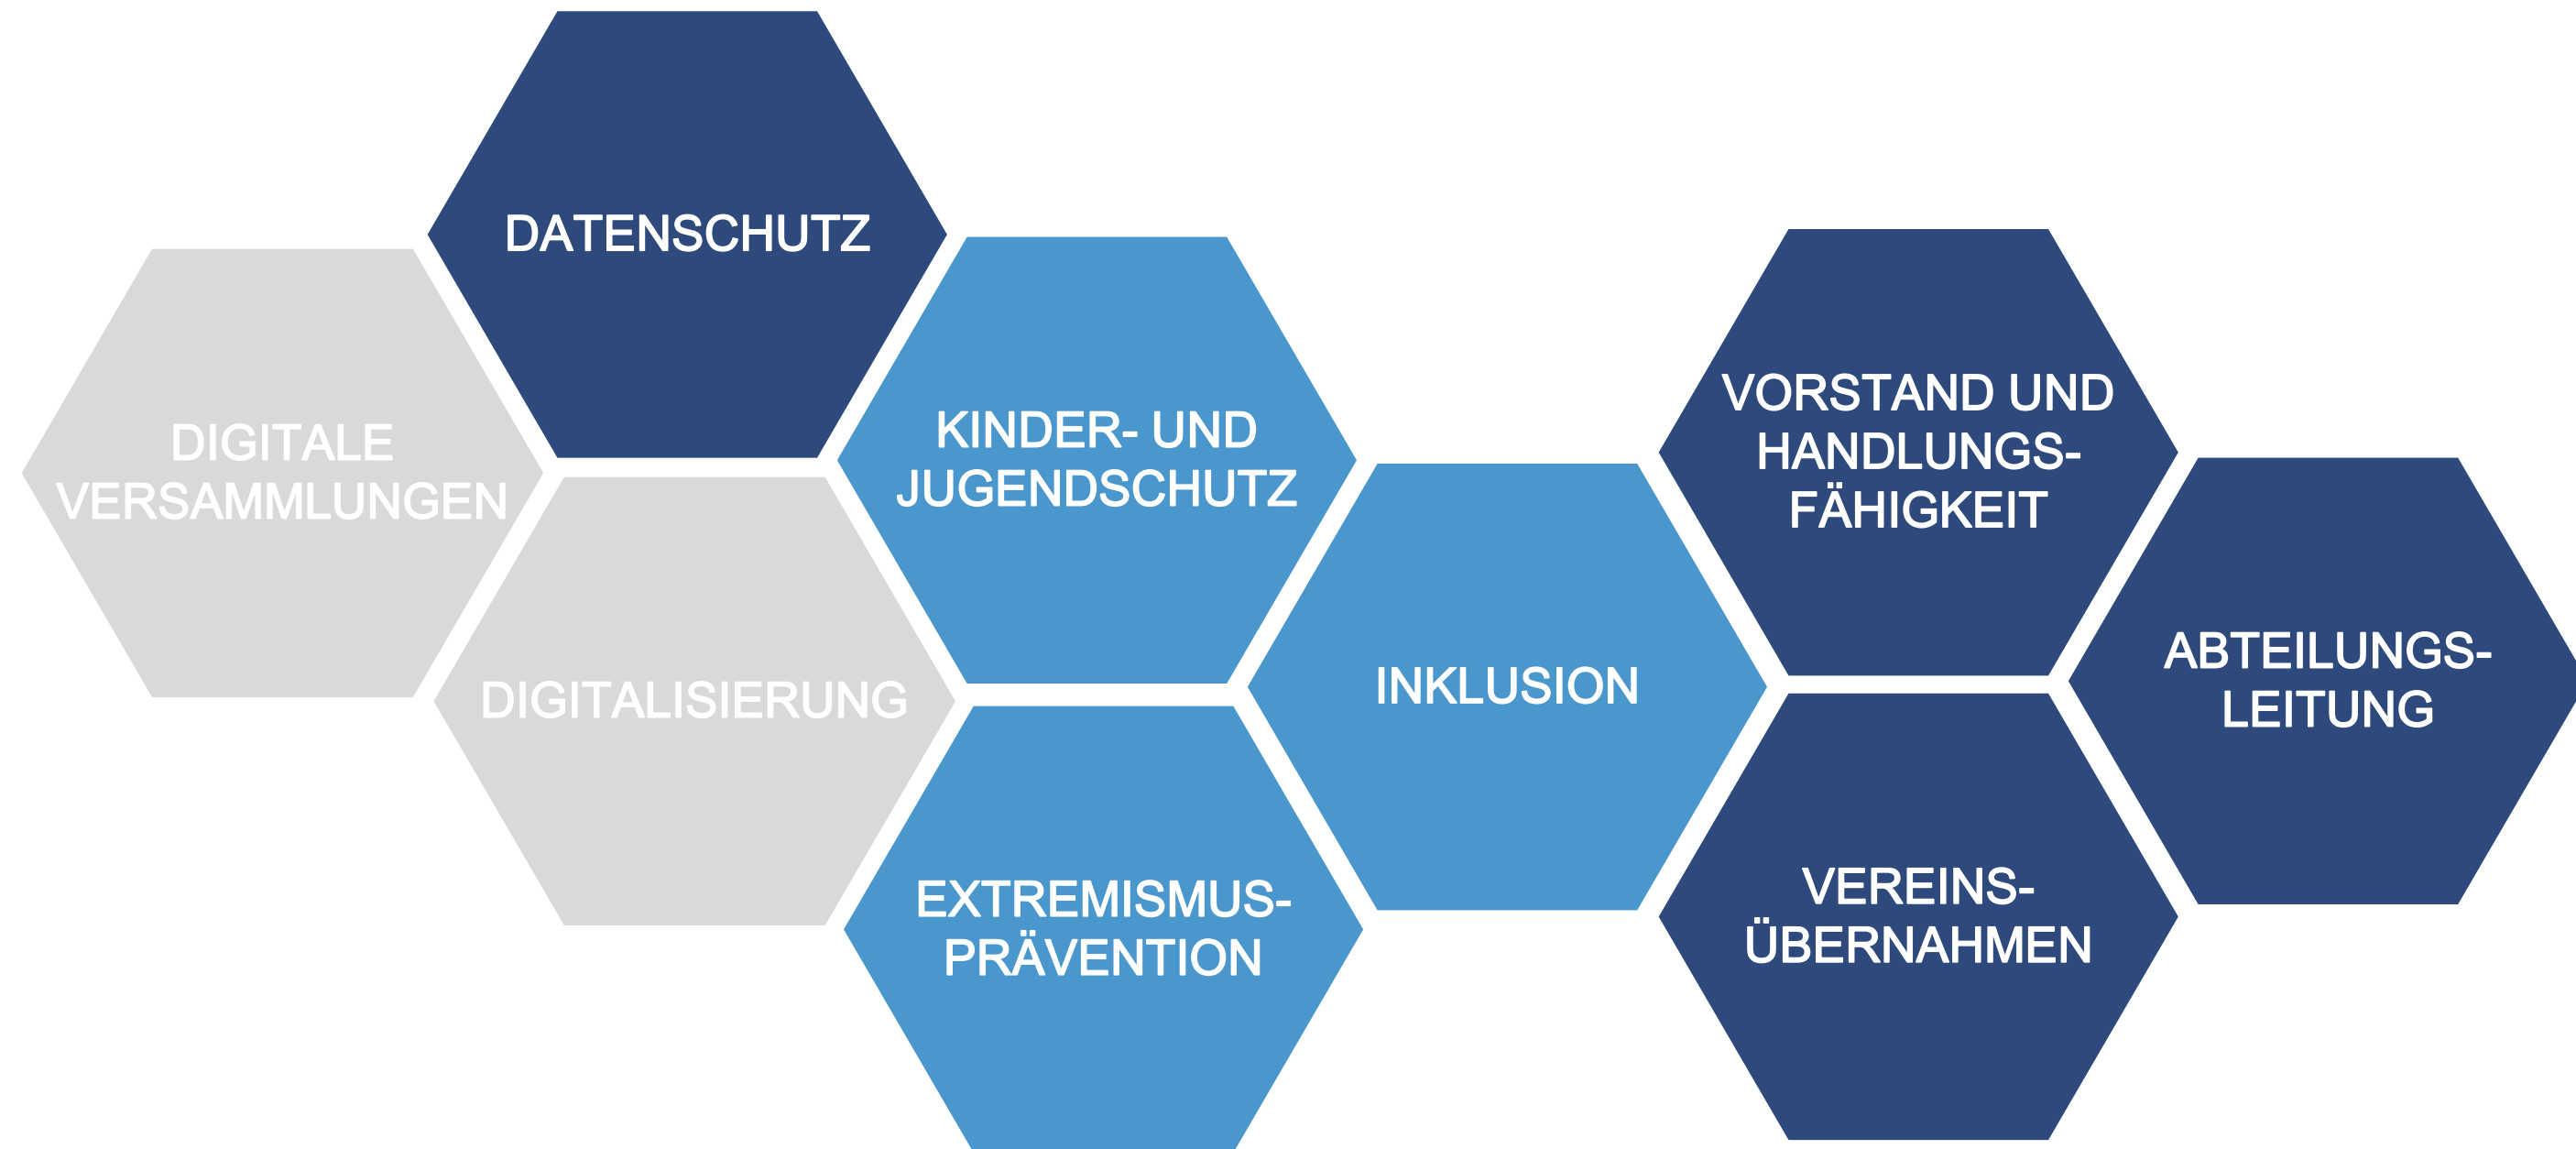 DATENSCHUTZ
DIGITALE
VERSAMMLUNGEN
KINDER- UND
JUGENDSCHUTZ
VORSTAND UND
HANDLUNGS-
FÄHIGKEIT
DIGITALISIERUNG
INKLUSION
ABTEILUNGS-
LEITUNG
EXTREMISMUS-
PRÄVENTION
VEREINS-
ÜBERNAHMEN